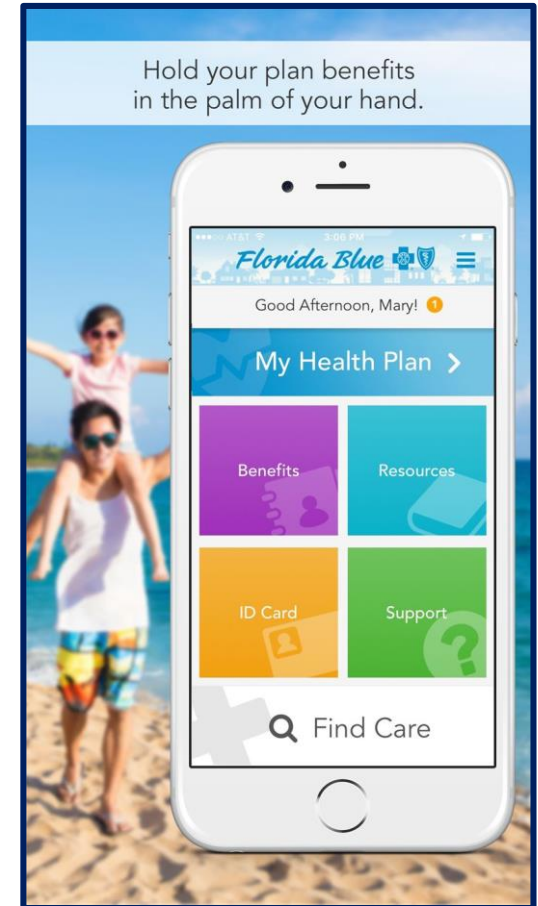 Hold your plan benefits
in the palm of your hand.
AT&T 3:06 PM
Florida Blue
Good Afternoon, Mary! 1
My Health Plan
Benefits
Resources
ID Card
Support
?
Find Care